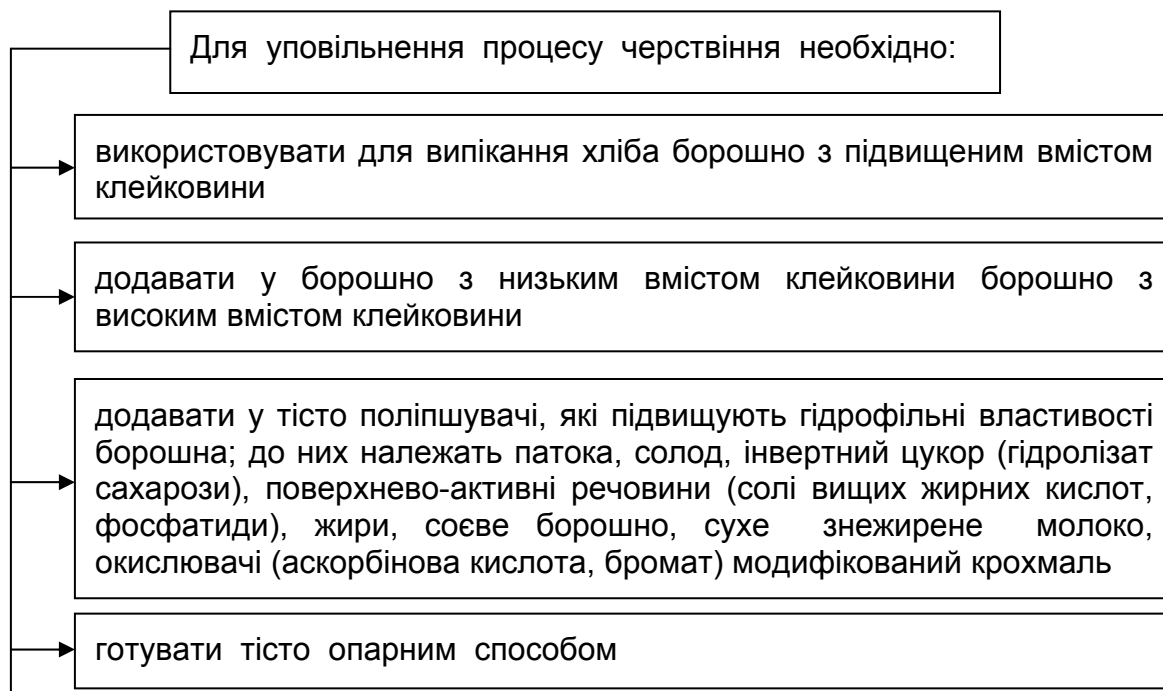 Для уповільнення процесу черствіння необхідно:
використовувати для випікання хліба борошно з підвищеним вмістом
клейковини
додавати у борошно з низьким вмістом клейковини борошно з
високим вмістом клейковини
додавати у тісто поліпшувачі, які підвищують гідрофільні властивості
борошна; до них належать патока, солод, інвертний цукор (гідролізат
сахарози), поверхнево-активні речовини (солі вищих жирних кислот,
фосфатиди), жири, соєве борошно, сухе знежирене молоко,
окислювачі (аскорбінова кислота, бромат) модифікований крохмаль
готувати тісто опарним способом